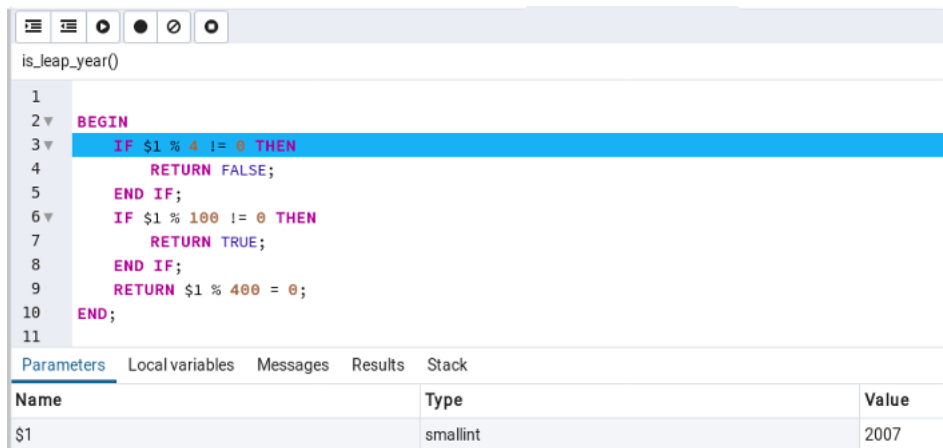 is_leap_year()
1
2 BEGIN
3 IF $1 % 4 != 0 THEN
4 RETURN FALSE;
5 END IF;
6 IF $1 % 100 != 0 THEN
7 RETURN TRUE;
8 END IF;
9 RETURN $1 % 400 = 0;
10 END;
11
Parameters Local variables Messages Results Stack
Name Type Value
$1 smallint 2007